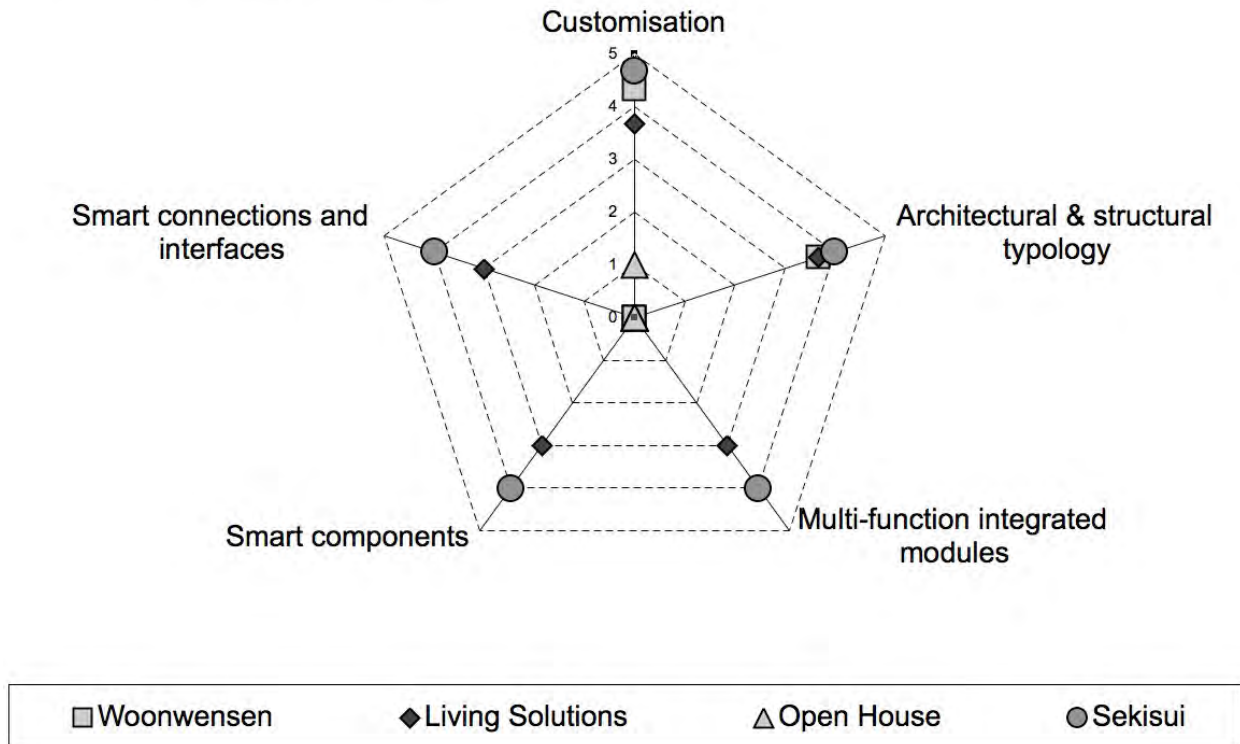 Customisation
5
4
3
2
1
0
Smart connections and
interfaces
Architectural & structural
typology
Smart components
Multi-function integrated
modules
Woonwensen
Living Solutions
Open House
Sekisui